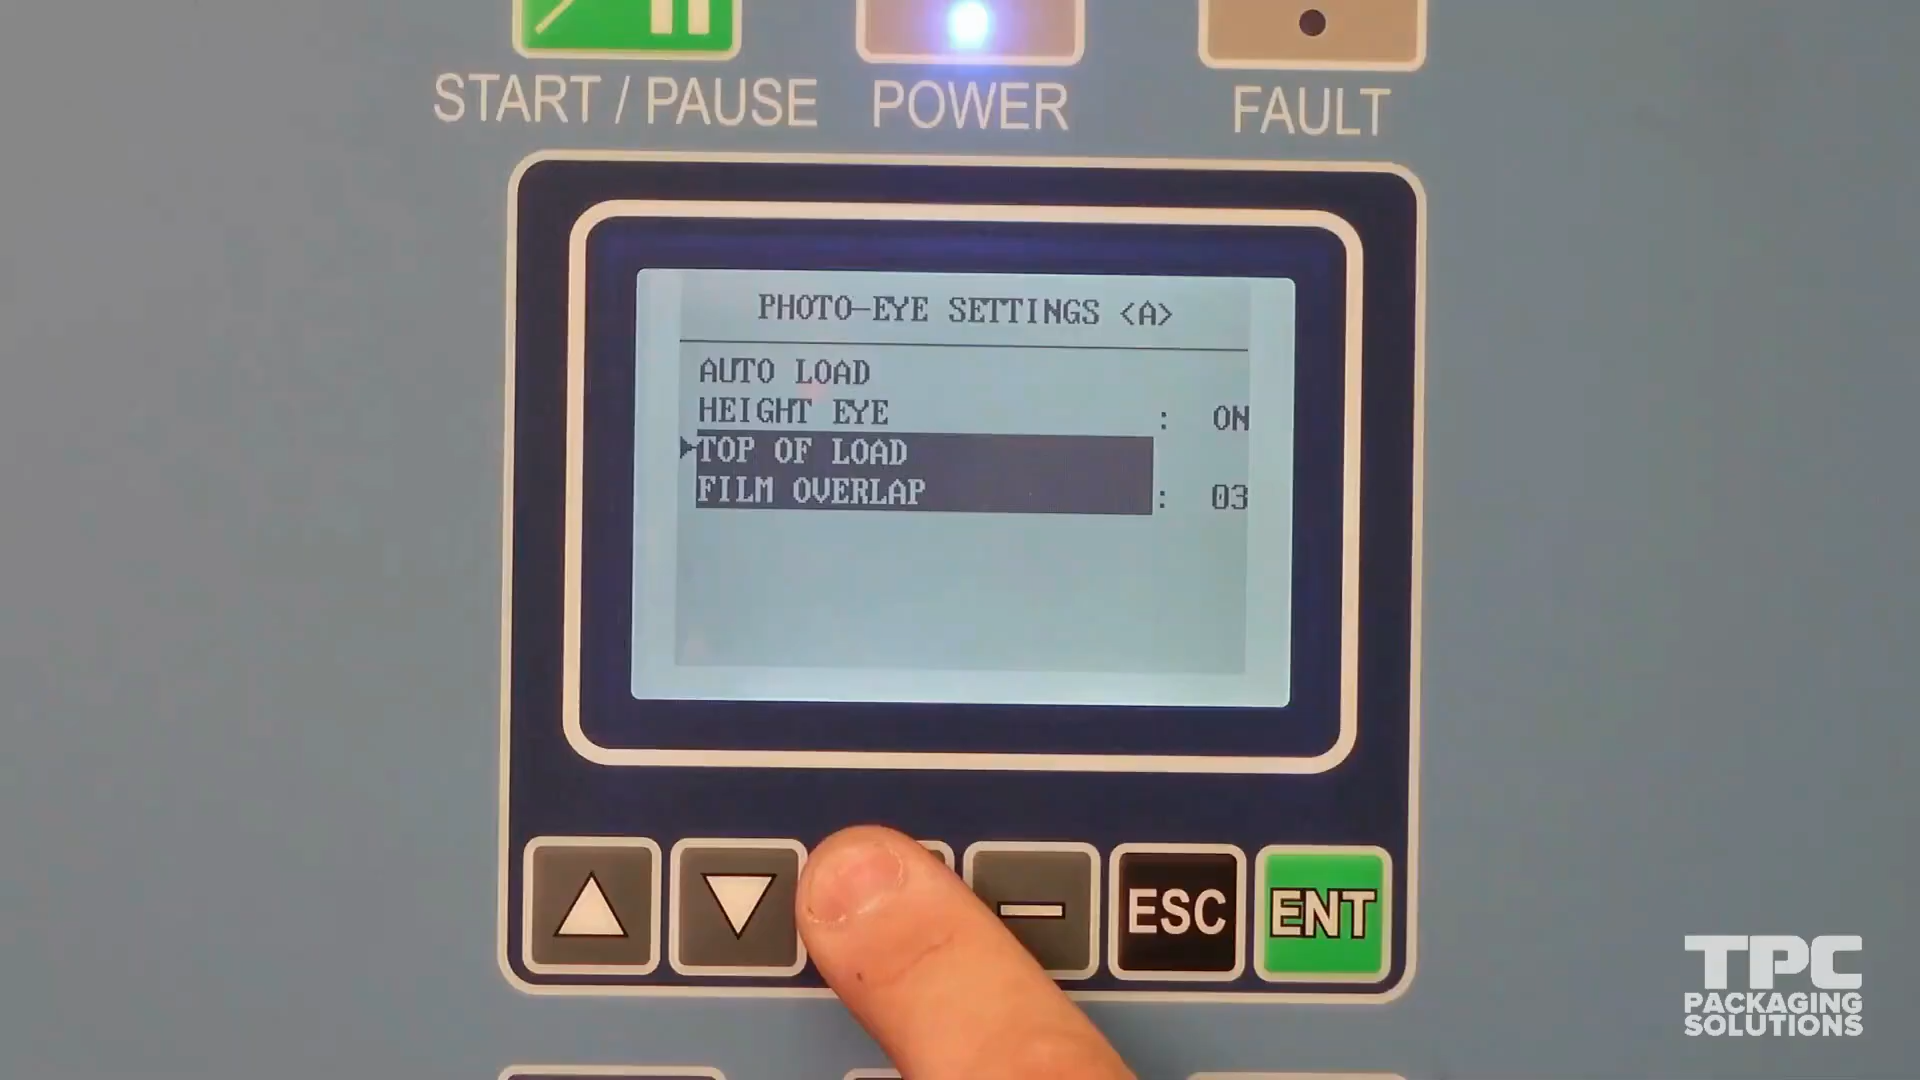 START / PAUSE
POWER
FAULT
PHOTO-EYE SETTINGS <A>
AUTO LOAD
HEIGHT EYE : ON
TOP OF LOAD
FILM OVERLAP : 03
ESC
ENT
TPC
PACKAGING
SOLUTIONS